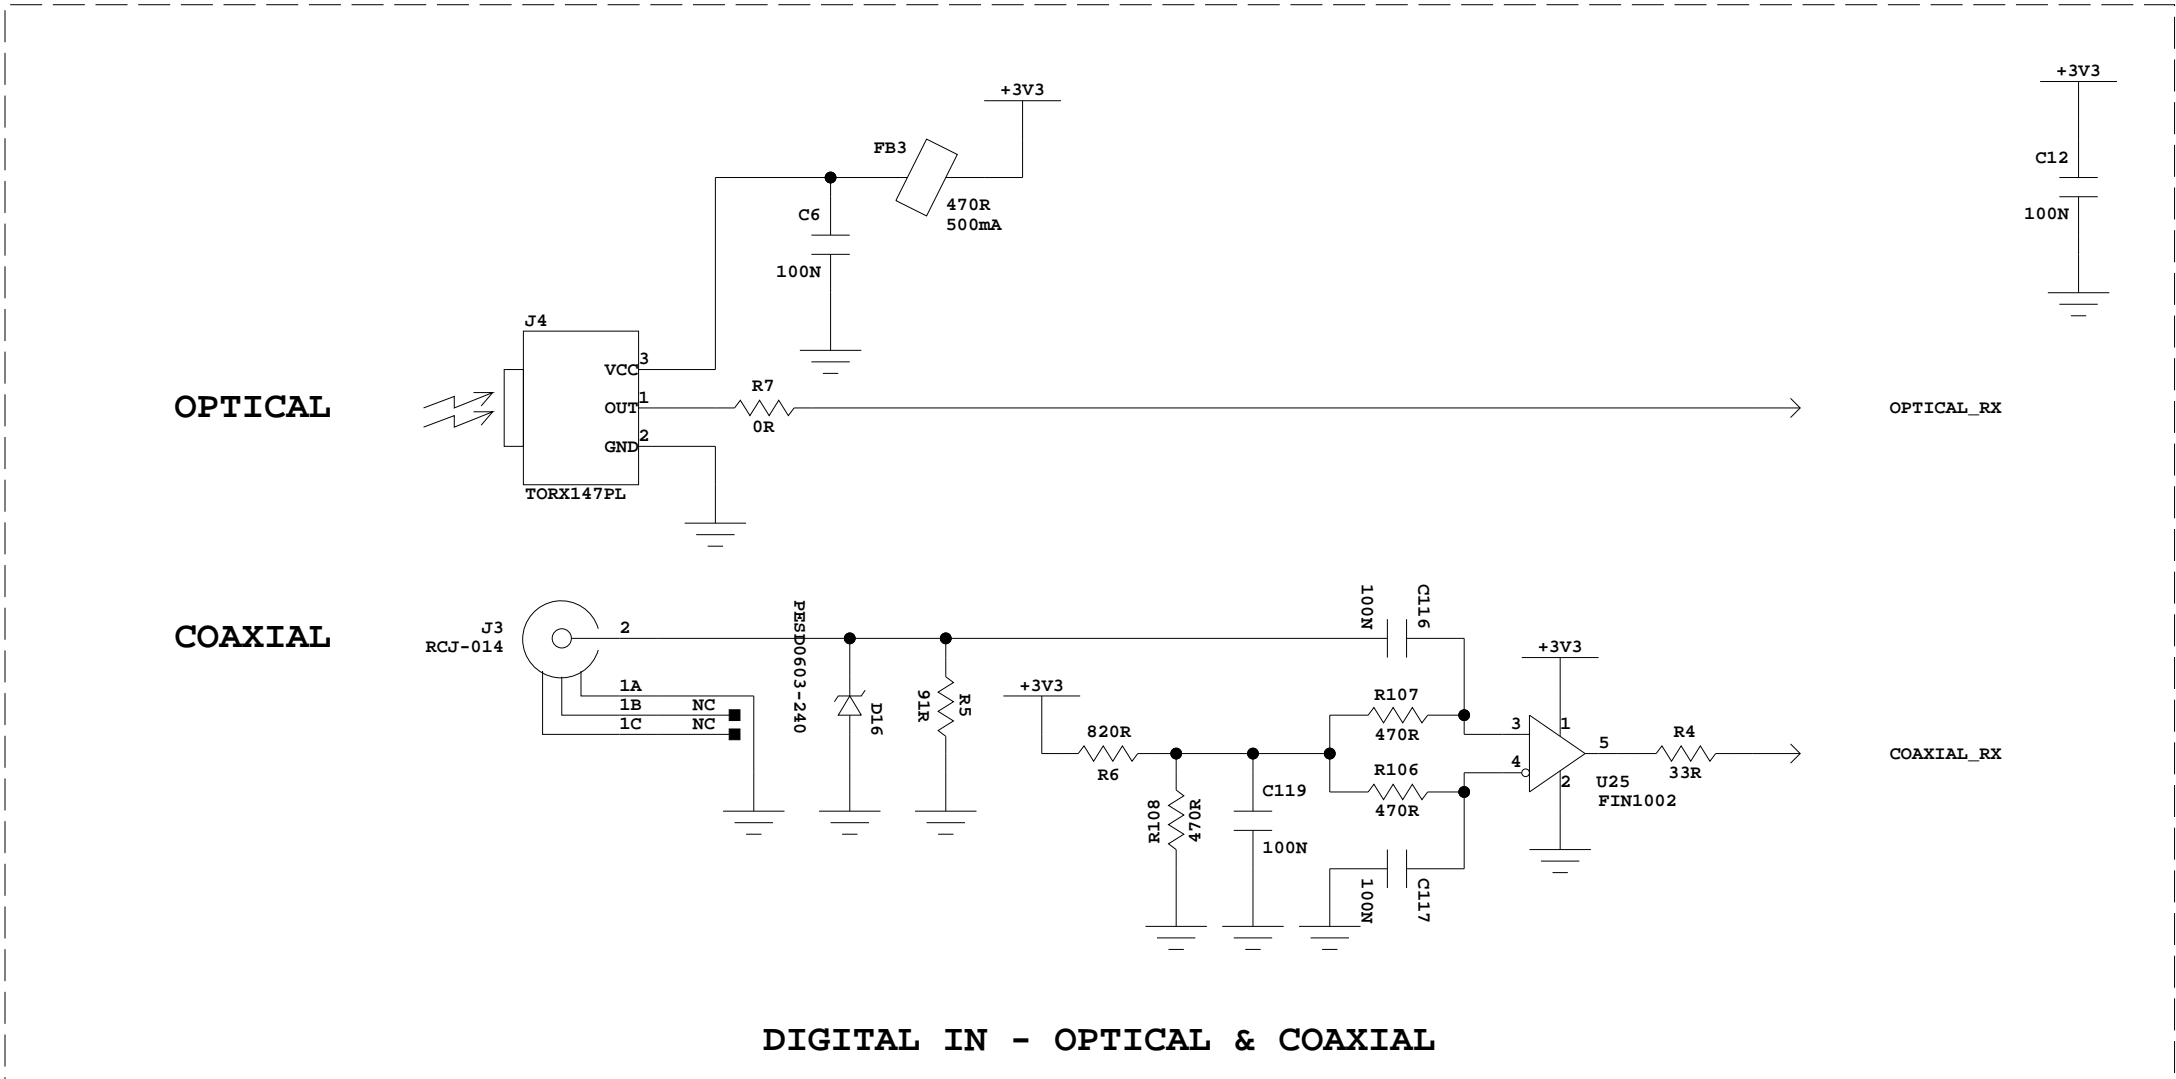 +3V3
+3V3
FB3
C12
470R
500mA
C6
100N
100N
J4
VCC
3
OPTICAL
OUT
1
R7
0R
OPTICAL_RX
GND
2
TORX147PL
COAXIAL
J3
RCJ-014
2
1A
1B
NC
1C
NC
PESD0603-240
D16
R5
91R
100N
C116
+3V3
+3V3
820R
R6
R107
470R
R106
470R
R108
470R
C119
100N
100N
C117
3
4
1
2
5
U25
FIN1002
R4
33R
COAXIAL_RX
DIGITAL IN - OPTICAL & COAXIAL